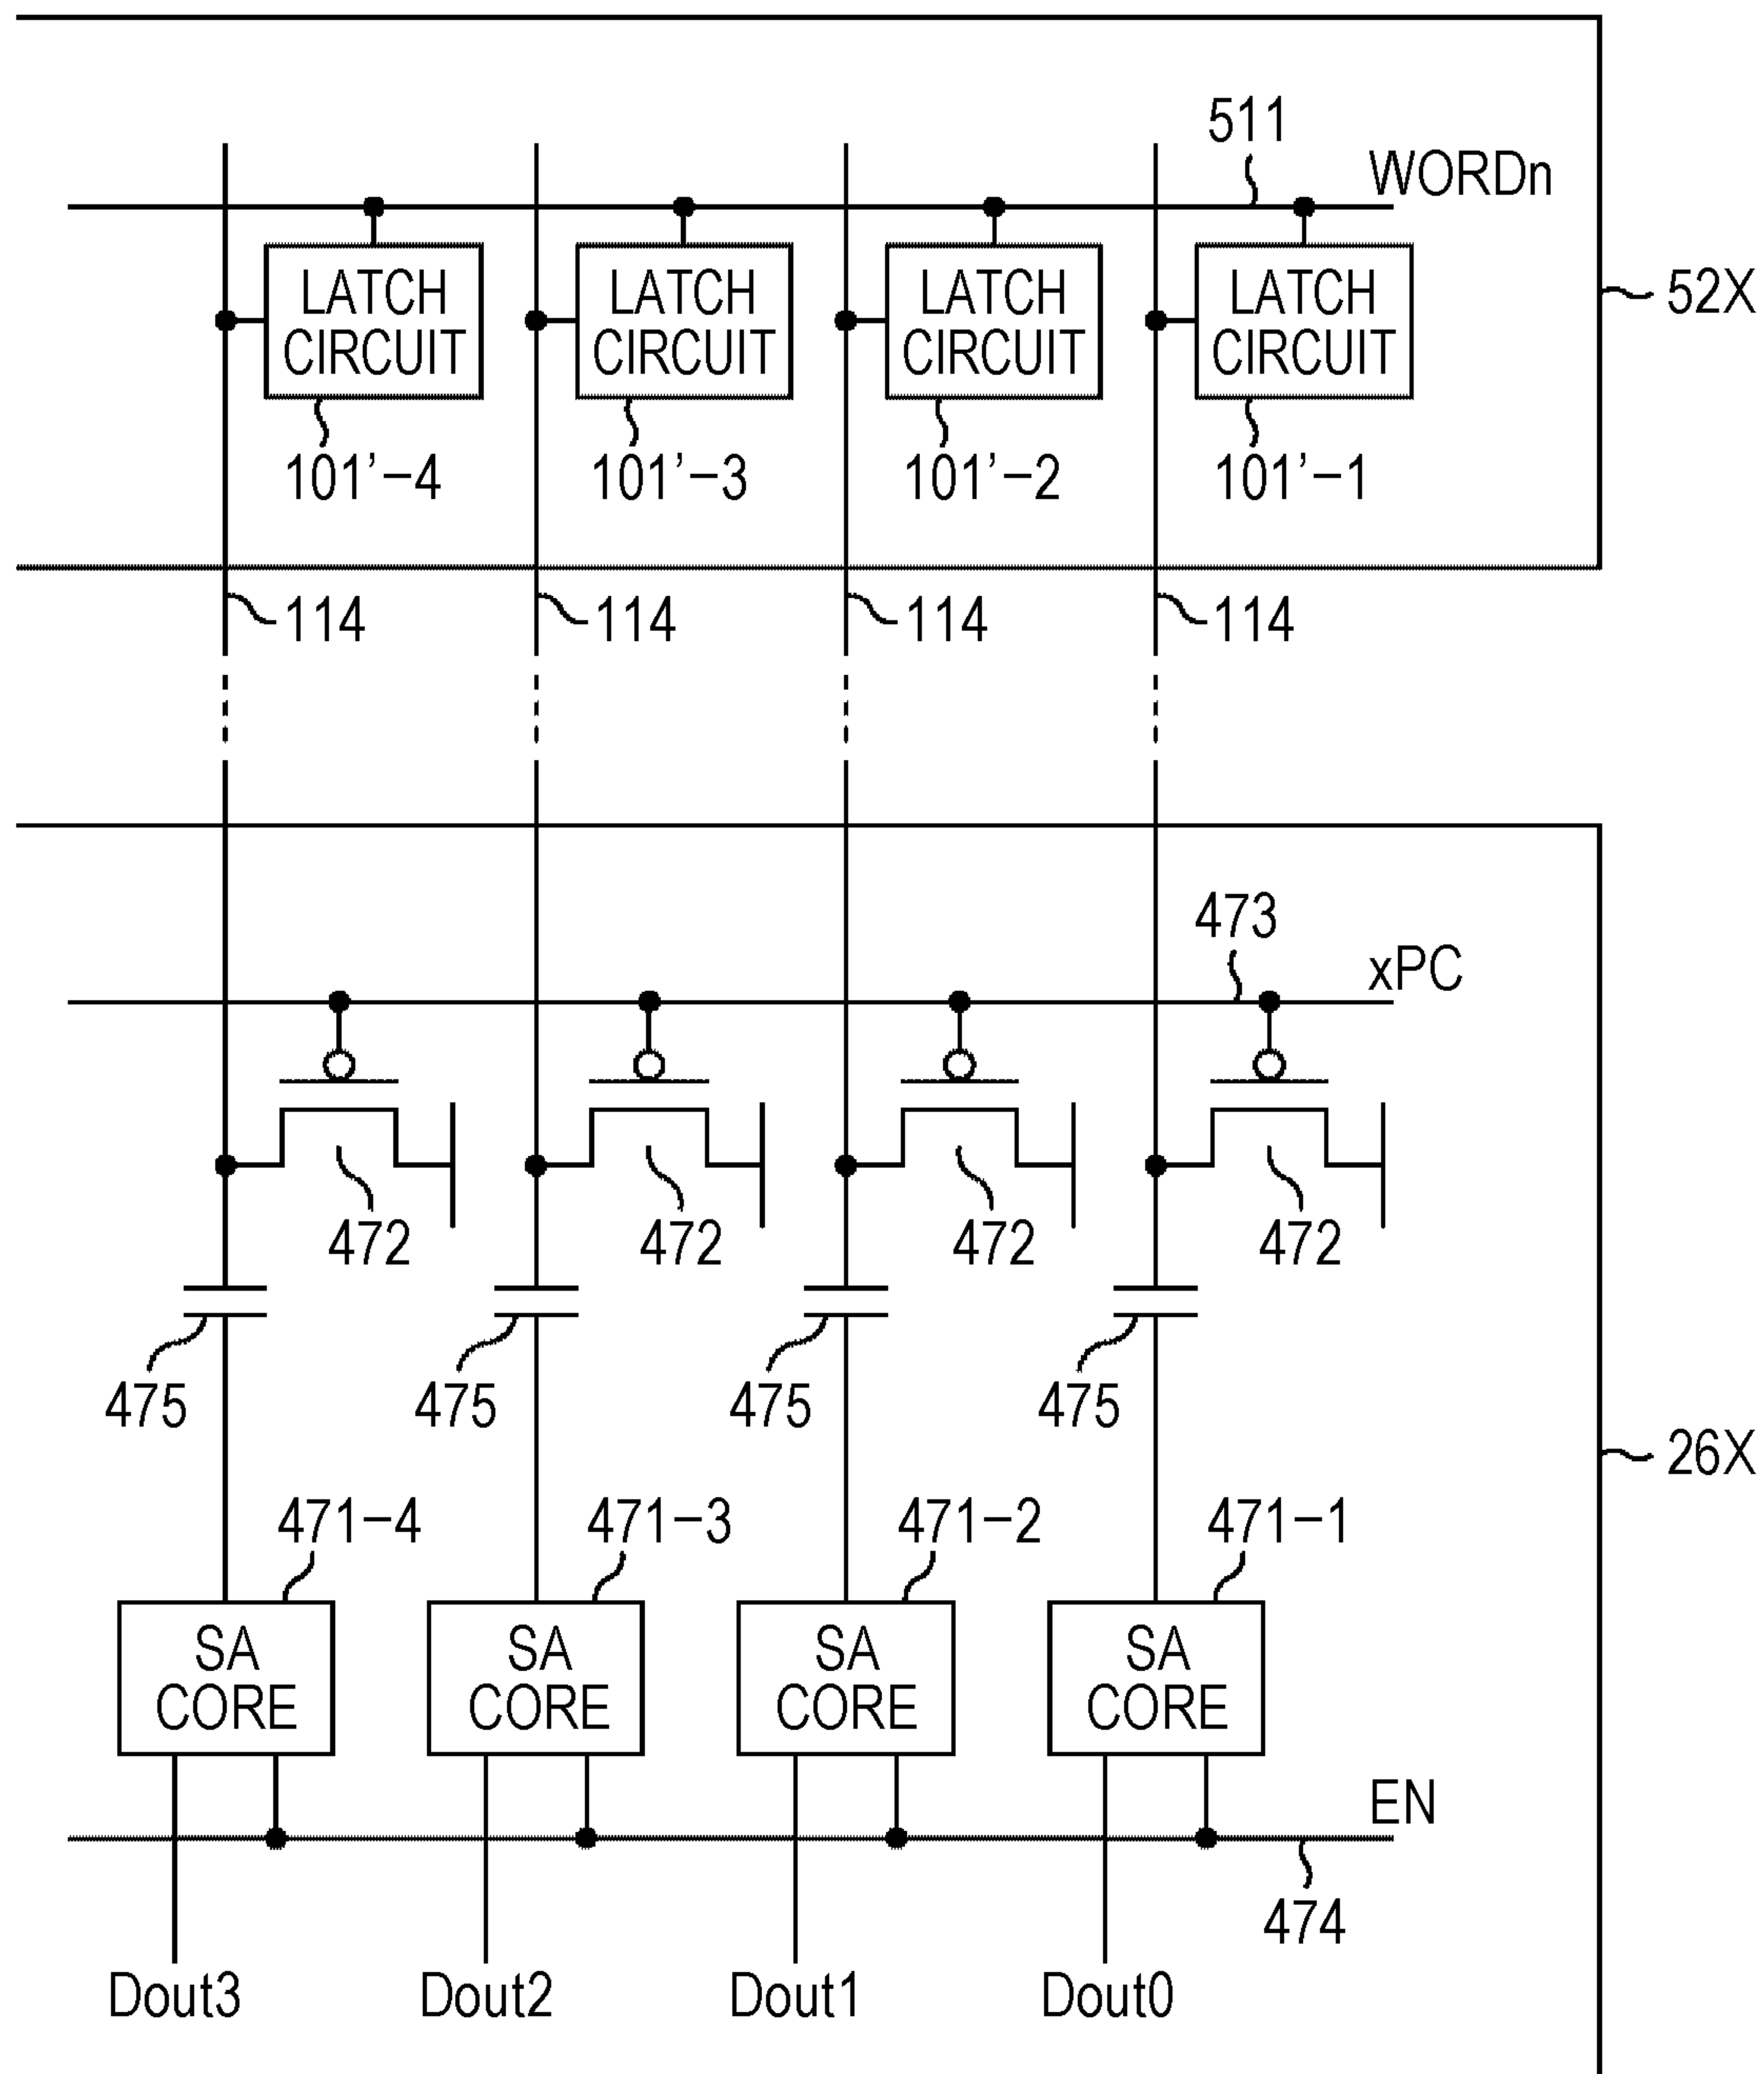 511
WORDn
LATCH CIRCUIT
LATCH CIRCUIT
LATCH CIRCUIT
LATCH CIRCUIT
52X
101’−4
101’−3
101’−2
101’−1
114
114
114
114
473
xPC
472
472
472
472
475
475
475
475
26X
471−4
471−3
471−2
471−1
SA CORE
SA CORE
SA CORE
SA CORE
EN
474
Dout3
Dout2
Dout1
Dout0